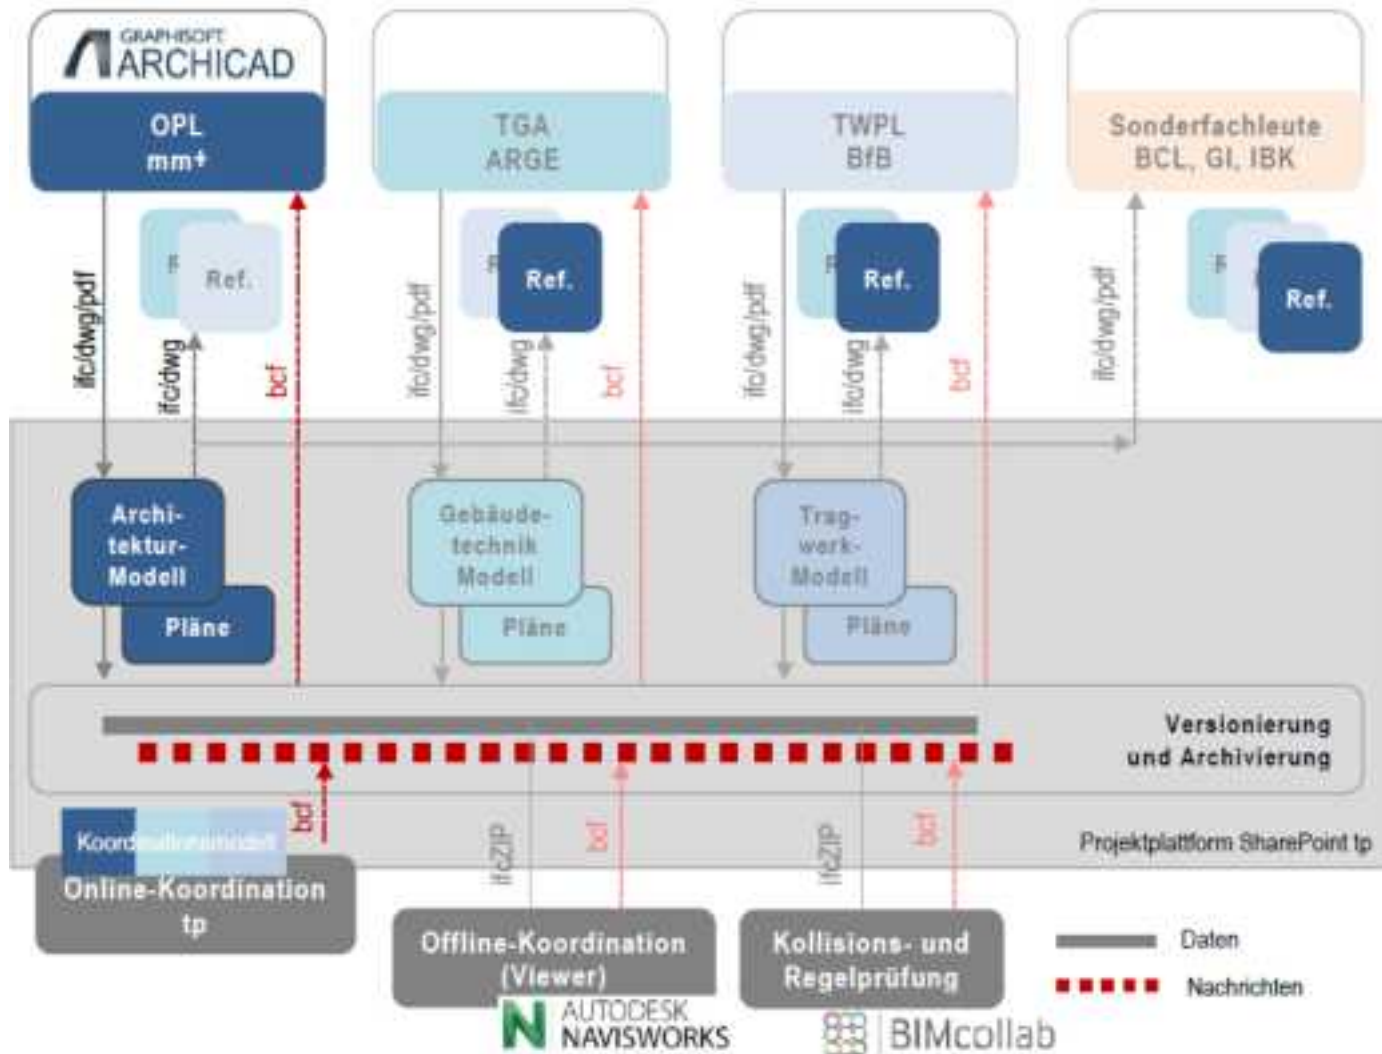 GRAPHISOFT
ARCHICAD
OPL
mm+
TGA
ARGE
TWPL
BfB
Sonderfachleute
BCL, GI, IBK
ifc/dwg/pdf
ifc/dwg
Ref.
bcf
ifc/dwg/pdf
ifc/dwg
Ref.
bcf
ifc/dwg/pdf
ifc/dwg
Ref.
bcf
ifc/dwg/pdf
Ref.
Archi-
tektur-
Modell
Pläne
Gebäude-
technik
Modell
Pläne
Trag-
werk-
Modell
Pläne
Versionierung
und Archivierung
bcf
ifcZIP
bcf
ifcZIP
bcf
Projektplattform SharePoint tp
Koordinationsmodell
Online-Koordination
tp
Offline-Koordination
(Viewer)
AUTODESK
NAVISWORKS
Kollisions- und
Regelprüfung
BIMcollab
Daten
Nachrichten